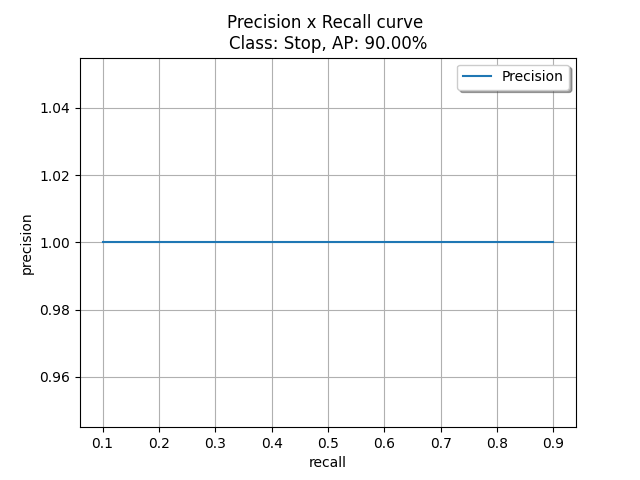 Precision x Recall curve
Class: Stop, AP: 90.00%
Precision
1.04
1.02
1.00
0.98
0.96
precision
0.1 0.2 0.3 0.4 0.5 0.6 0.7 0.8 0.9
recall